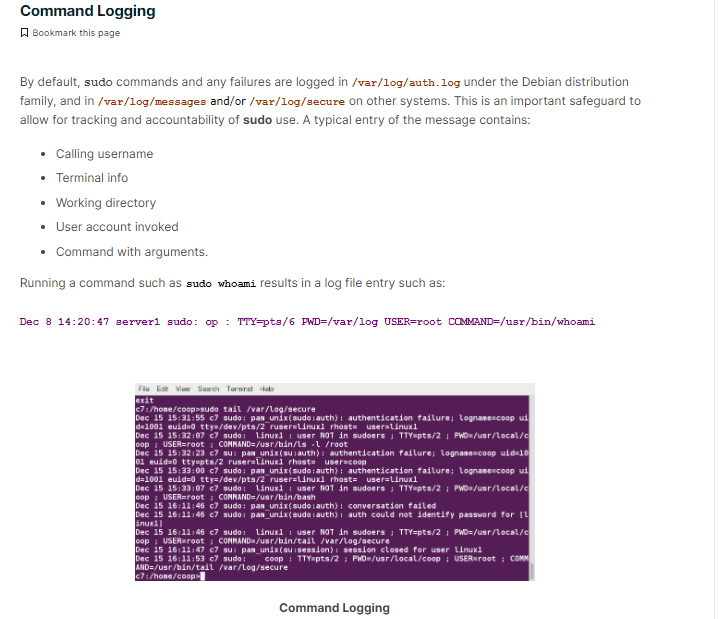 Command Logging
Bookmark this page
By default, sudo commands and any failures are logged in /var/log/auth.log under the Debian distribution
family, and in /var/log/messages and/or /var/log/secure on other systems. This is an important safeguard to
allow for tracking and accountability of sudo use. A typical entry of the message contains:
• Calling username
• Terminal info
• Working directory
• User account invoked
• Command with arguments.
Running a command such as sudo whoami results in a log file entry such as:
Dec 8 14:20:47 server1 sudo: op : TTY=pts/6 PWD=/var/log USER=root COMMAND=/usr/bin/whoami
File Edit View Search Terminal Help
exit
c7:/home/coop>sudo tail /var/log/secure
Dec 15 15:31:55 c7 sudo: pam_unix(sudo:auth): authentication failure; logname=coop ui
d=1001 euid=0 tty=/dev/pts/2 ruser=linux1 rhost= user=linux1
Dec 15 15:32:07 c7 sudo: linux1 : user NOT in sudoers ; TTY=pts/2 ; PWD=/usr/local/c
oop ; USER=root ; COMMAND=/usr/bin/ls -l /root
Dec 15 15:32:23 c7 su: pam_unix(su:auth): authentication failure; logname=coop uid=10
01 euid=0 tty=pts/2 ruser=linux1 rhost= user=coop
Dec 15 15:33:00 c7 sudo: pam_unix(sudo:auth): authentication failure; logname=coop ui
d=1001 euid=0 tty=/dev/pts/2 ruser=linux1 rhost= user=linux1
Dec 15 15:33:07 c7 sudo: linux1 : user NOT in sudoers ; TTY=pts/2 ; PWD=/usr/local/c
oop ; USER=root ; COMMAND=/usr/bin/bash
Dec 15 16:11:46 c7 sudo: pam_unix(sudo:auth): conversation failed
Dec 15 16:11:46 c7 sudo: pam_unix(sudo:auth): auth could not identify password for [l
inux1]
Dec 15 16:11:46 c7 sudo: linux1 : user NOT in sudoers ; TTY=pts/2 ; PWD=/usr/local/c
oop ; USER=root ; COMMAND=/usr/bin/tail /var/log/secure
Dec 15 16:11:47 c7 su: pam_unix(su:session): session closed for user linux1
Dec 15 16:11:53 c7 sudo: coop : TTY=pts/2 ; PWD=/usr/local/coop ; USER=root ; COMM
AND=/usr/bin/tail /var/log/secure
c7:/home/coop>
Command Logging